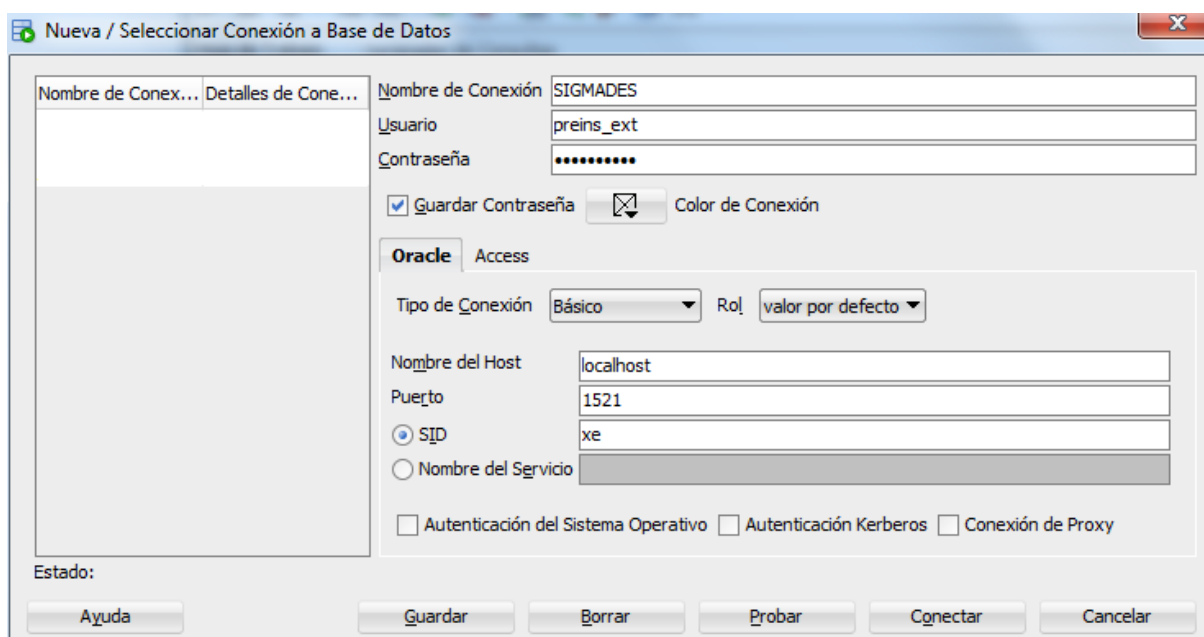 Nueva / Seleccionar Conexión a Base de Datos
Nombre de Conex... Detalles de Cone...
Nombre de Conexión SIGMADES
Usuario preins_ext
Contraseña ••••••••••
Guardar Contraseña Color de Conexión
Oracle Access
Tipo de Conexión Básico Rol valor por defecto
Nombre del Host localhost
Puerto 1521
SID xe
Nombre del Servicio
Autenticación del Sistema Operativo Autenticación Kerberos Conexión de Proxy
Estado:
Ayuda Guardar Borrar Probar Conectar Cancelar